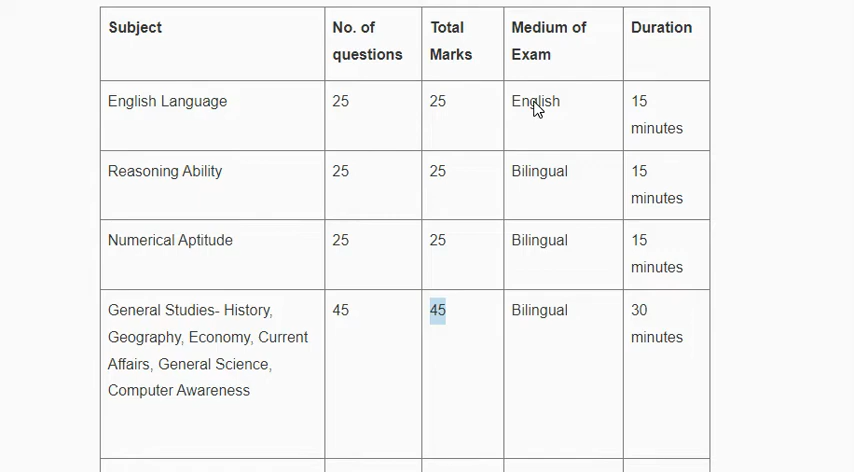 Subject No. of Total Medium of Duration
questions Marks Exam
English Language 25 25 English 15
minutes
Reasoning Ability 25 25 Bilingual 15
minutes
Numerical Aptitude 25 25 Bilingual 15
minutes
General Studies- History, 45 45 Bilingual 30
Geography, Economy, Current minutes
Affairs, General Science,
Computer Awareness